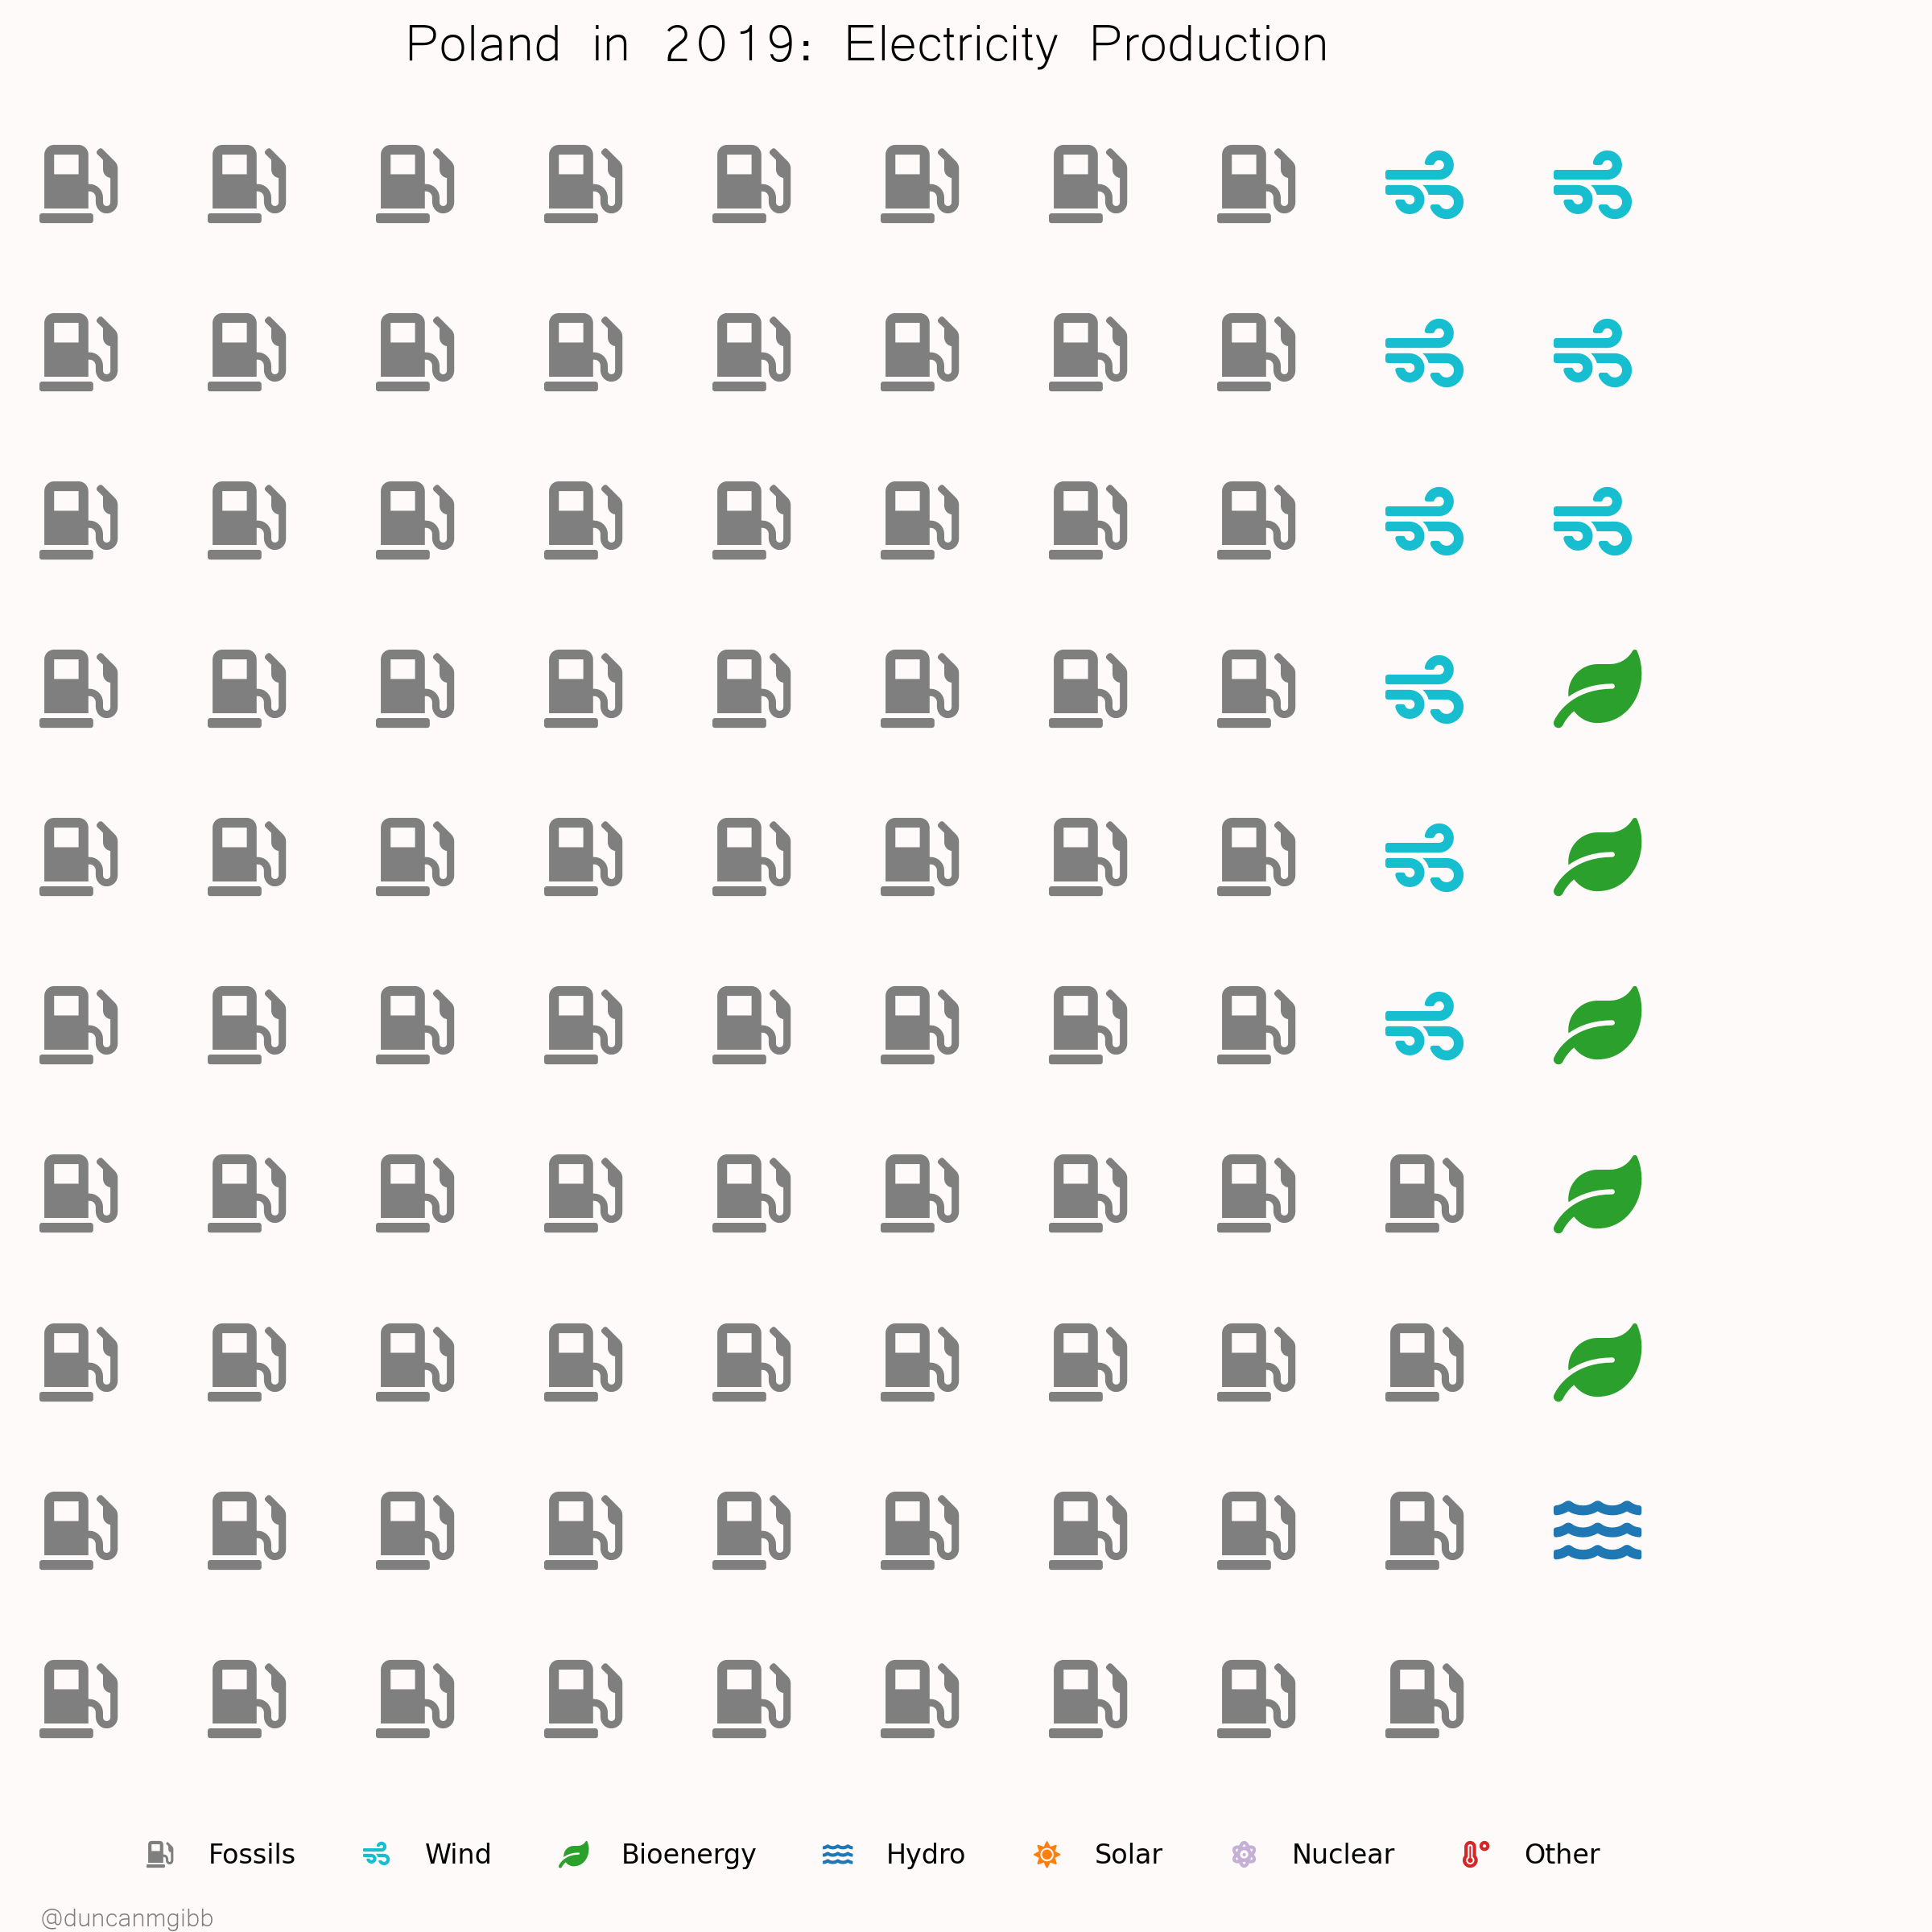 Poland in 2019: Electricity Production
Fossils Wind Bioenergy Hydro Solar Nuclear Other
@duncanmgibb